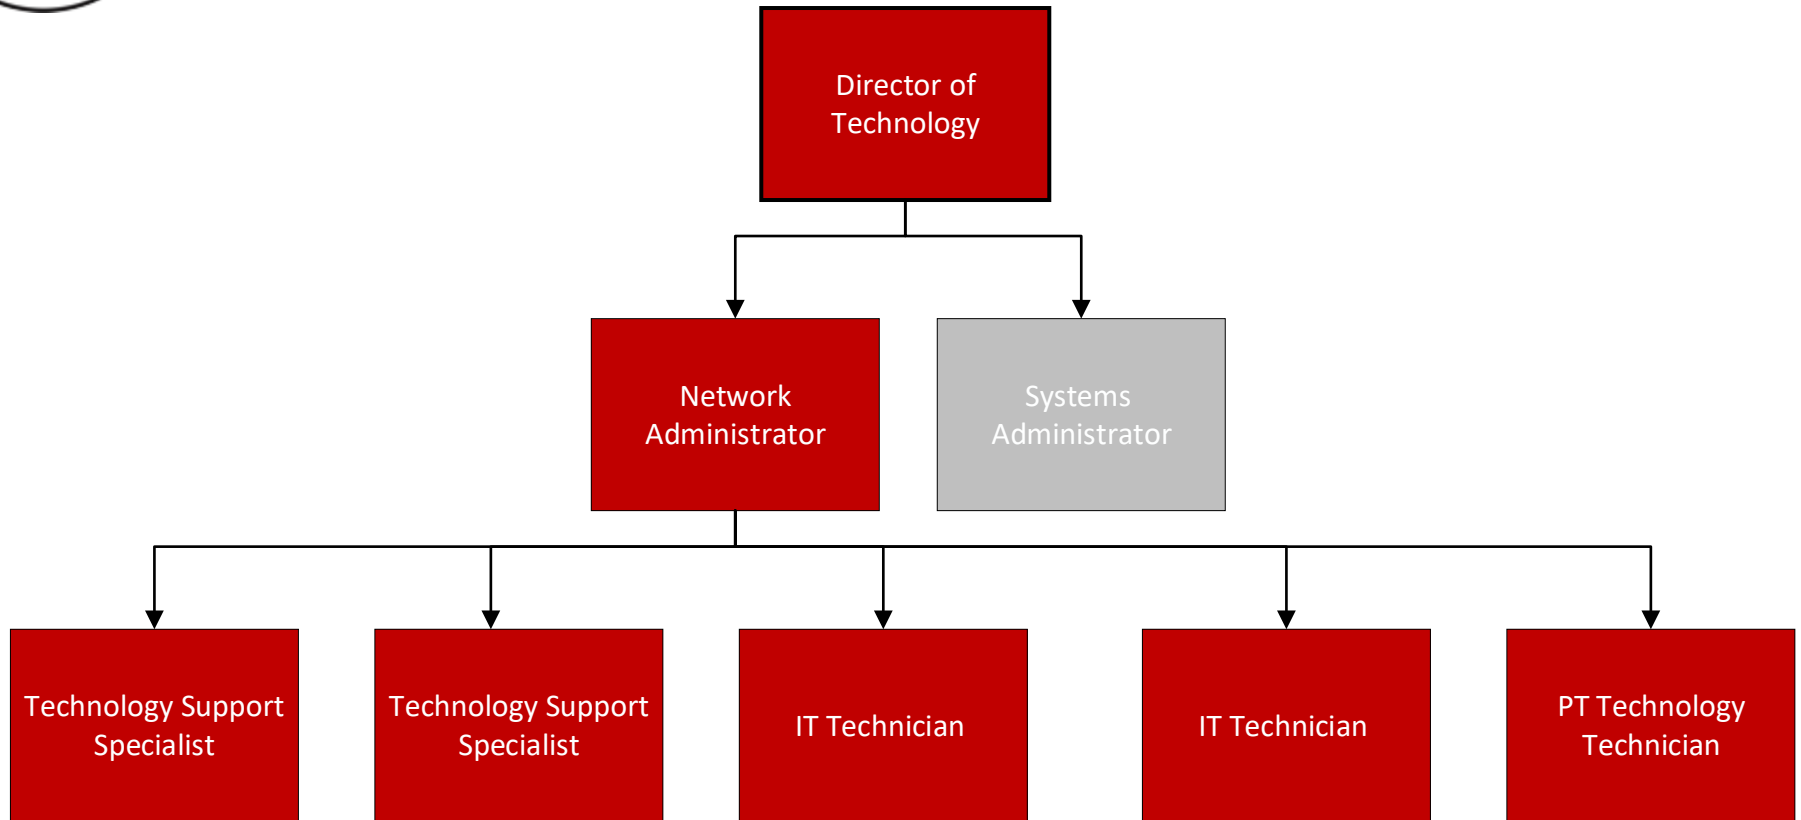 Director of
Technology
Network
Administrator
Systems
Administrator
Technology Support
Specialist
Technology Support
Specialist
IT Technician
IT Technician
PT Technology
Technician